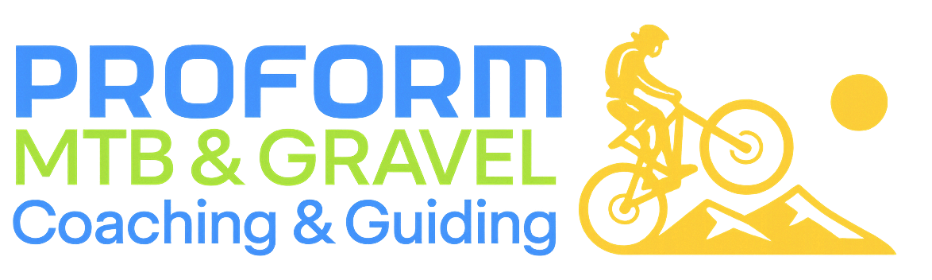 PROFORM
MTB & GRAVEL
Coaching & Guiding